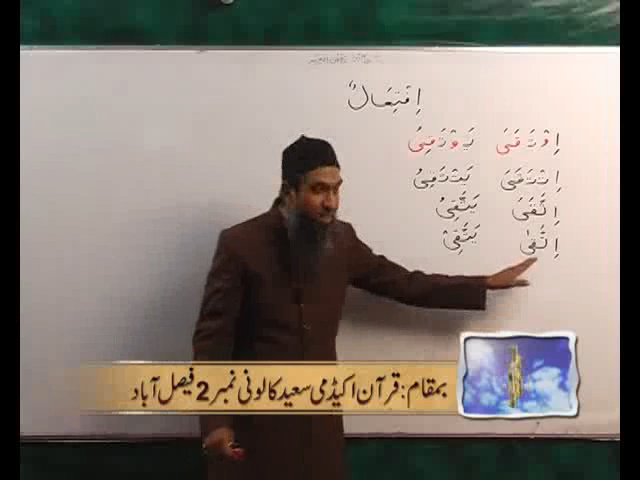 اِفْتِعَالٌ
اِوْتَقَىَ يَوْتَقِىُ
اِتْتَقَىَ يَتْتَقِىُ
اِتَّقَىَ يَتَّقِىُ
اِتَّقٰى يَتَّقِىْ
بمقام: قرآن اکیڈمی سعید کالونی نمبر 2 فیصل آباد